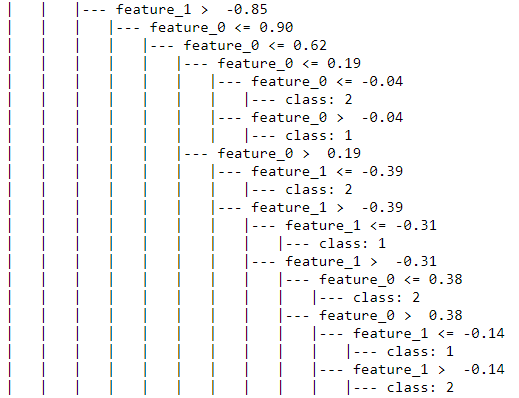 |   |   |--- feature_1 >  -0.85
|   |   |   |--- feature_0 <= 0.90
|   |   |   |   |--- feature_0 <= 0.62
|   |   |   |   |   |--- feature_0 <= 0.19
|   |   |   |   |   |   |--- feature_0 <= -0.04
|   |   |   |   |   |   |   |--- class: 2
|   |   |   |   |   |   |--- feature_0 >  -0.04
|   |   |   |   |   |   |   |--- class: 1
|   |   |   |   |   |--- feature_0 >  0.19
|   |   |   |   |   |   |--- feature_1 <= -0.39
|   |   |   |   |   |   |   |--- class: 2
|   |   |   |   |   |   |--- feature_1 >  -0.39
|   |   |   |   |   |   |   |--- feature_1 <= -0.31
|   |   |   |   |   |   |   |   |--- class: 1
|   |   |   |   |   |   |   |--- feature_1 >  -0.31
|   |   |   |   |   |   |   |   |--- feature_0 <= 0.38
|   |   |   |   |   |   |   |   |   |--- class: 2
|   |   |   |   |   |   |   |   |--- feature_0 >  0.38
|   |   |   |   |   |   |   |   |   |--- feature_1 <= -0.14
|   |   |   |   |   |   |   |   |   |   |--- class: 1
|   |   |   |   |   |   |   |   |   |--- feature_1 >  -0.14
|   |   |   |   |   |   |   |   |   |   |--- class: 2